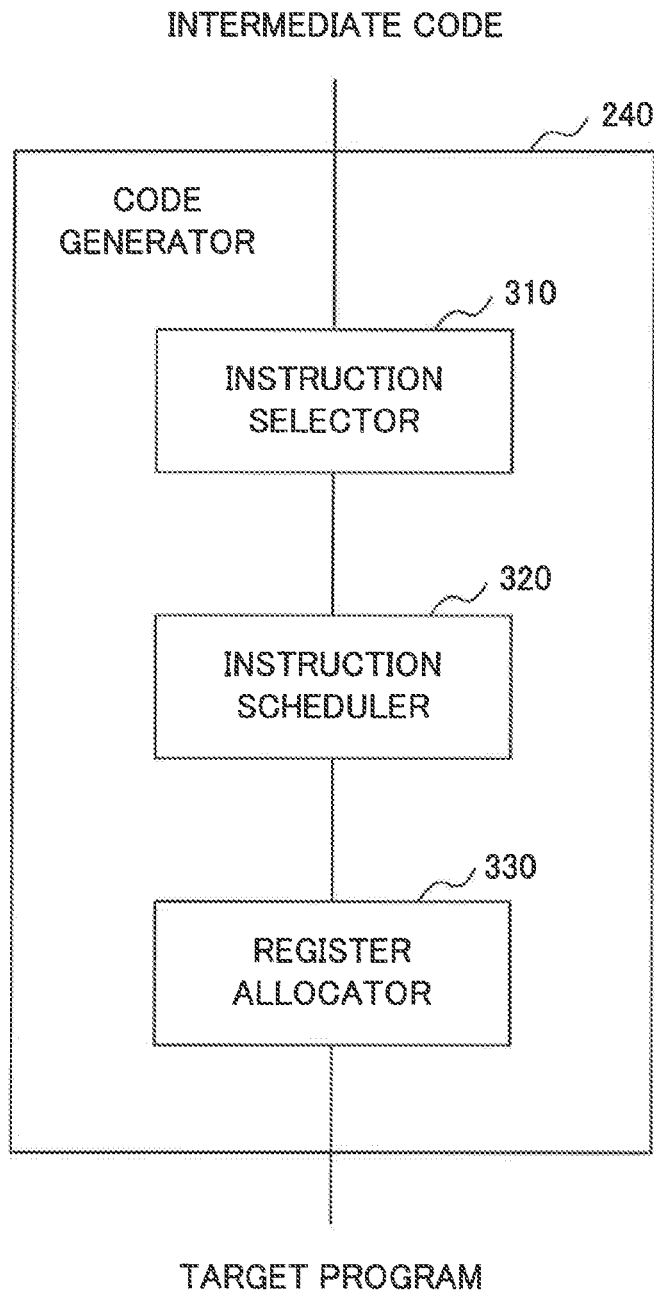 INTERMEDIATE CODE
240
CODE
GENERATOR
310
INSTRUCTION
SELECTOR
320
INSTRUCTION
SCHEDULER
330
REGISTER
ALLOCATOR
TARGET PROGRAM